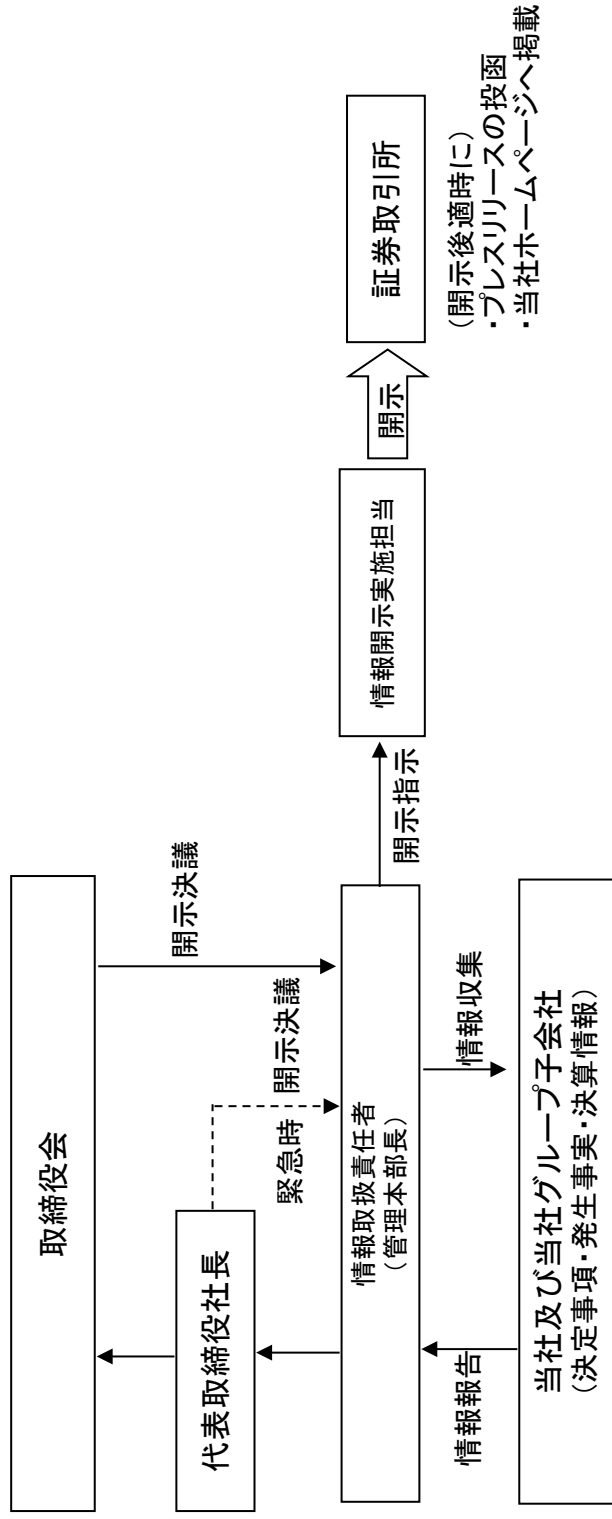 取締役会
開示決議
代表取締役社長
開示決議
緊急時
情報取扱責任者
(管理本部長)
開示指示
情報開示実施担当
開示
証券取引所
(開示後適時に)
・プレスリリースの投函
・当社ホームページへ掲載
情報報告
情報収集
当社及び当社グループ子会社
(決定事項・発生事実・決算情報)